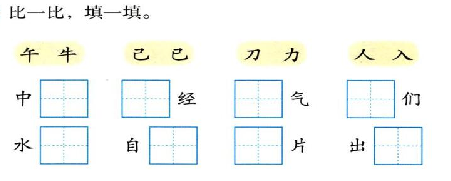 比一比，填一填。
午 牛 己 已 刀 力 人 入
中 经 气 们
水 自 片 出